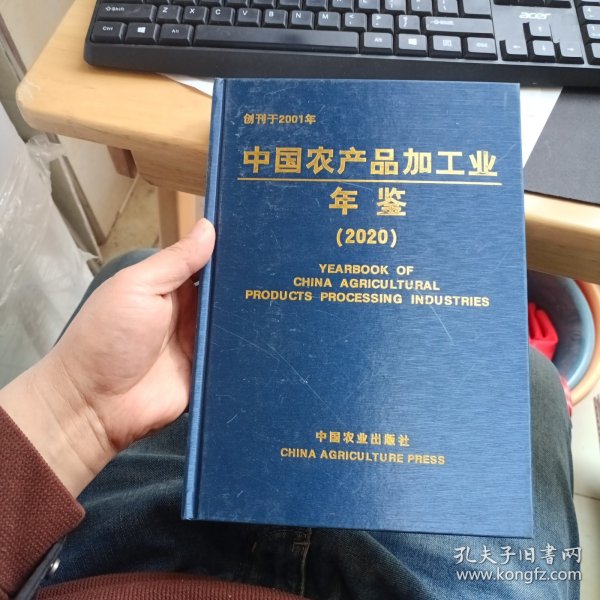 acer
创刊于2001年
中国农产品加工业
年鉴
(2020)
YEARBOOK OF
CHINA AGRICULTURAL
PRODUCTS PROCESSING INDUSTRIES
中国农业出版社
CHINA AGRICULTURE PRESS
孔夫子旧书网
www.kongfz.com